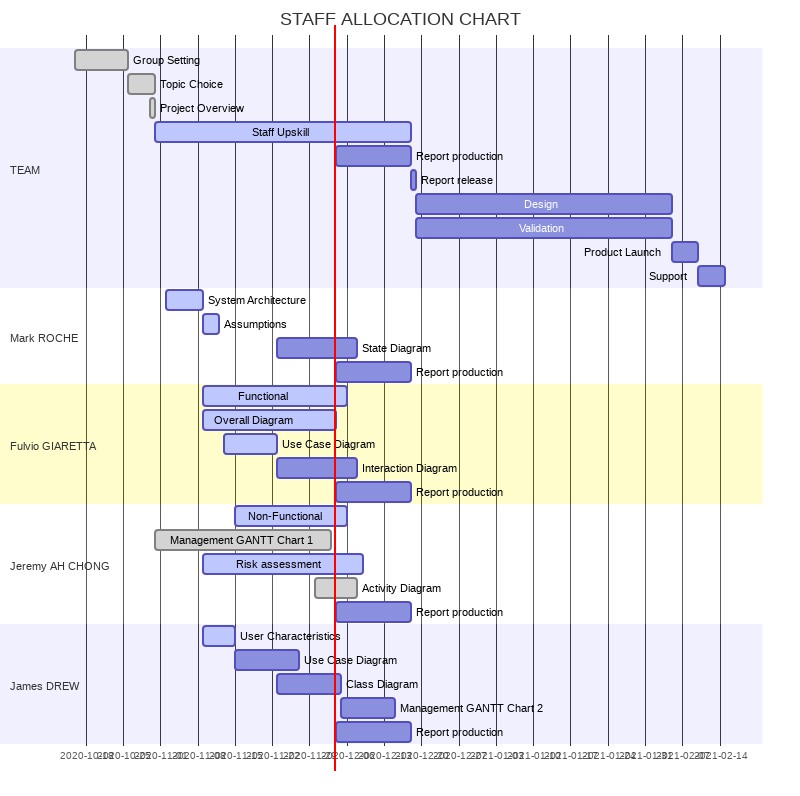 STAFF ALLOCATION CHART
TEAM
Group Setting
Topic Choice
Project Overview
Staff Upskill
Report production
Report release
Design
Validation
Product Launch
Support
Mark ROCHE
System Architecture
Assumptions
State Diagram
Report production
Fulvio GIARETTA
Functional
Overall Diagram
Use Case Diagram
Interaction Diagram
Report production
Jeremy AH CHONG
Non-Functional
Management GANTT Chart 1
Risk assessment
Activity Diagram
Report production
James DREW
User Characteristics
Use Case Diagram
Class Diagram
Management GANTT Chart 2
Report production
2020-10-18 2020-10-25 2020-11-01 2020-11-08 2020-11-15 2020-11-22 2020-11-29 2020-12-06 2020-12-13 2020-12-20 2020-12-27 2021-01-03 2021-01-10 2021-01-17 2021-01-24 2021-01-31 2021-02-07 2021-02-14